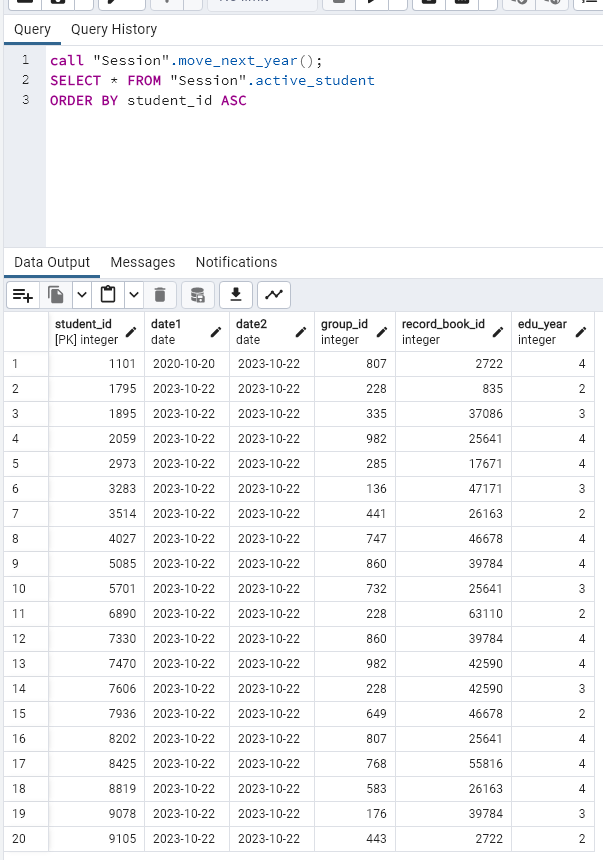 Query Query History
1 call "Session".move_next_year();
2 SELECT * FROM "Session".active_student
3 ORDER BY student_id ASC
Data Output Messages Notifications
student_id date1 date2 group_id record_book_id edu_year
[PK] integer date date integer integer integer
1 1101 2020-10-20 2023-10-22 807 2722 4
2 1795 2023-10-22 2023-10-22 228 835 2
3 1895 2023-10-22 2023-10-22 335 37086 3
4 2059 2023-10-22 2023-10-22 982 25641 4
5 2973 2023-10-22 2023-10-22 285 17671 4
6 3283 2023-10-22 2023-10-22 136 47171 3
7 3514 2023-10-22 2023-10-22 441 26163 2
8 4027 2023-10-22 2023-10-22 747 46678 4
9 5085 2023-10-22 2023-10-22 860 39784 4
10 5701 2023-10-22 2023-10-22 732 25641 3
11 6890 2023-10-22 2023-10-22 228 63110 2
12 7330 2023-10-22 2023-10-22 860 39784 4
13 7470 2023-10-22 2023-10-22 982 42590 4
14 7606 2023-10-22 2023-10-22 228 42590 3
15 7936 2023-10-22 2023-10-22 649 46678 2
16 8202 2023-10-22 2023-10-22 807 25641 4
17 8425 2023-10-22 2023-10-22 768 55816 4
18 8819 2023-10-22 2023-10-22 583 26163 4
19 9078 2023-10-22 2023-10-22 176 39784 3
20 9105 2023-10-22 2023-10-22 443 2722 2